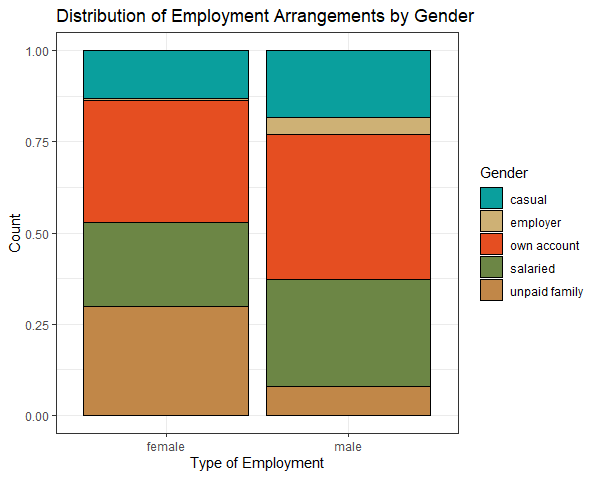 Distribution of Employment Arrangements by Gender
1.00
0.75
0.50
0.25
0.00
Count
female male
Type of Employment
Gender
casual
employer
own account
salaried
unpaid family